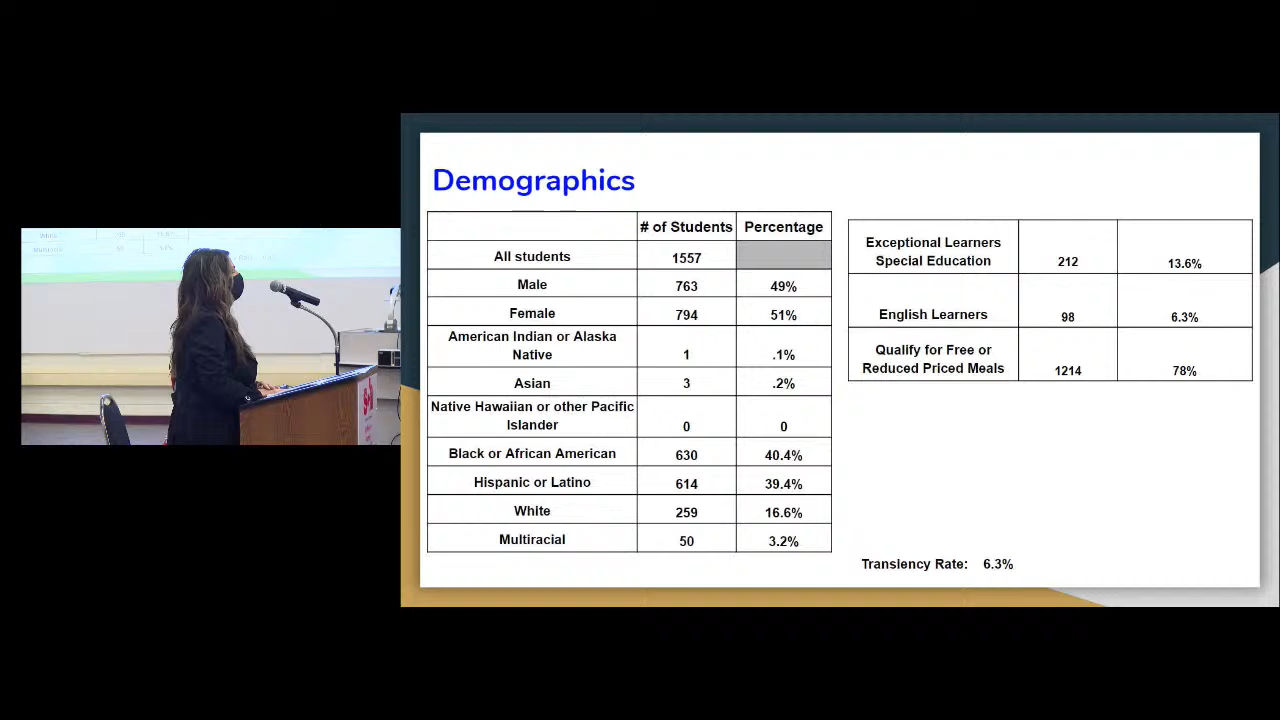 Demographics
# of Students Percentage
All students 1557
Male 763 49%
Female 794 51%
American Indian or Alaska
Native 1 .1%
Asian 3 .2%
Native Hawaiian or other Pacific
Islander 0 0
Black or African American 630 40.4%
Hispanic or Latino 614 39.4%
White 259 16.6%
Multiracial 50 3.2%
Exceptional Learners
Special Education 212 13.6%
English Learners 98 6.3%
Qualify for Free or
Reduced Priced Meals 1214 78%
Transiency Rate: 6.3%